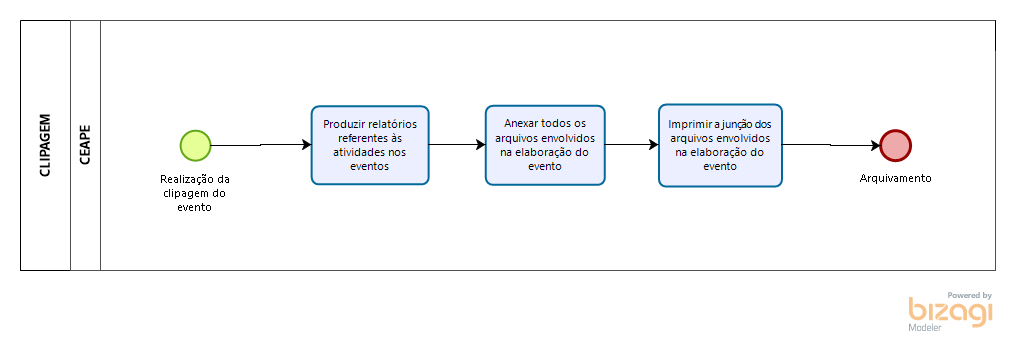 CLIPAGEM
CEAPE
Realização da
clipagem do
evento
Produzir relatórios
referentes às
atividades nos
eventos
Anexar todos os
arquivos envolvidos
na elaboração do
evento
Imprimir a junção dos
arquivos envolvidos
na elaboração do
evento
Arquivamento
Powered by
bizagi
Modeler